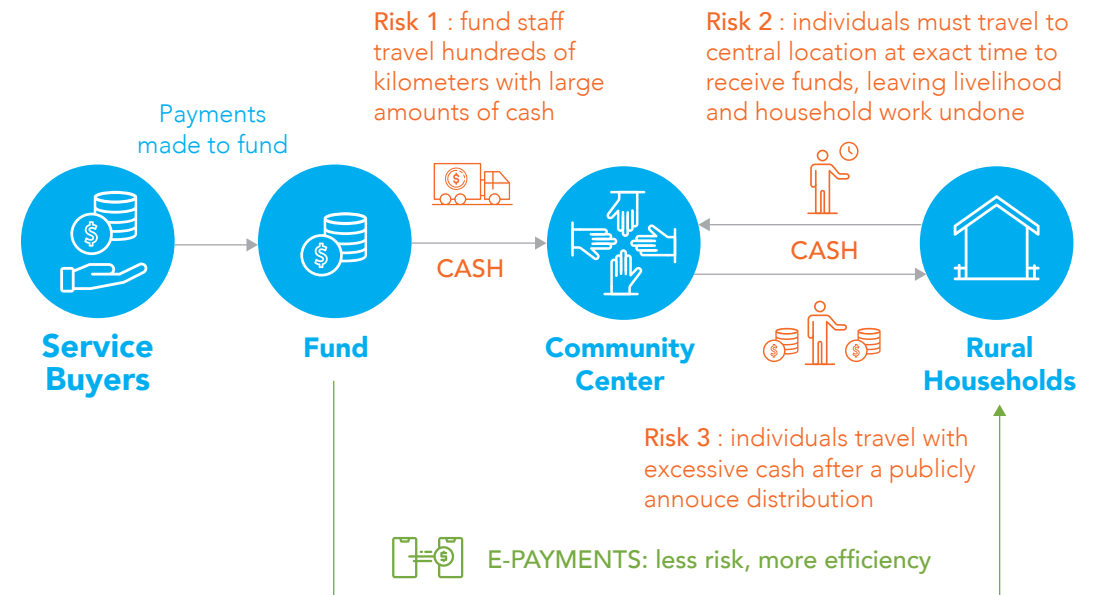 Risk 1 : fund staff
travel hundreds of
kilometers with large
amounts of cash
Risk 2 : individuals must travel to
central location at exact time to
receive funds, leaving livelihood
and household work undone
Payments
made to fund
$
$
$
CASH
CASH
$
$
Service
Buyers
Fund
Community
Center
Rural
Households
Risk 3 : individuals travel with
excessive cash after a publicly
annouce distribution
$
E-PAYMENTS: less risk, more efficiency